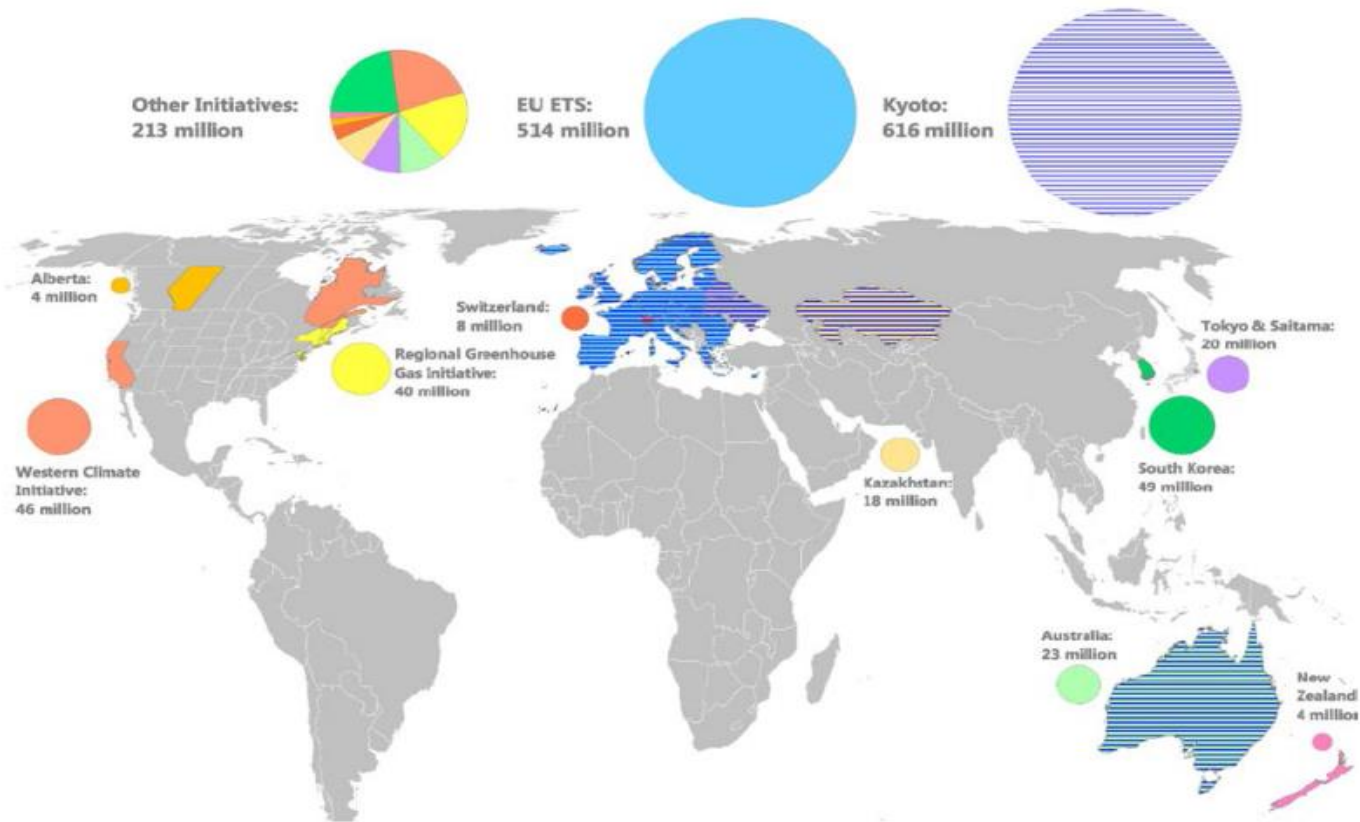 Other Initiatives:
213 million
EU ETS:
514 million
Kyoto:
616 million
Alberta:
4 million
Switzerland:
8 million
Regional Greenhouse
Gas Initiative:
40 million
Tokyo & Saitama:
20 million
Western Climate
Initiative:
46 million
Kazakhstan:
18 million
South Korea:
49 million
Australia:
23 million
New
Zealand
4 millio